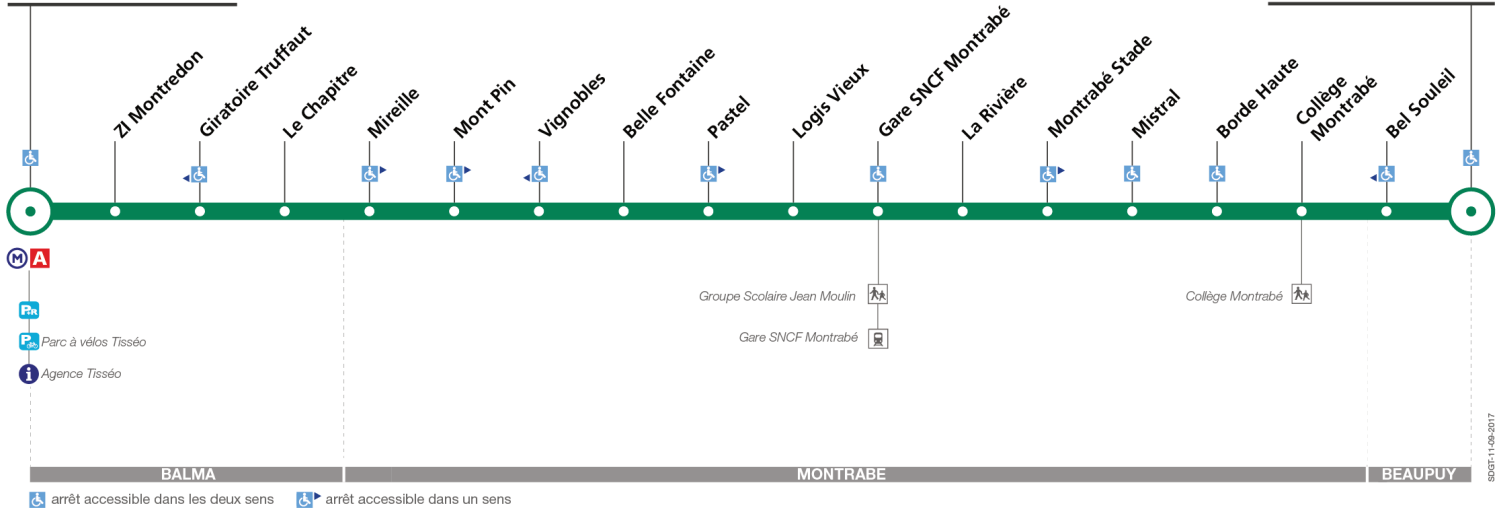 ZI Montredon
Giratoire Truffaut
Le Chapitre
Mireille
Mont Pin
Vignobles
Belle Fontaine
Pastel
Logis Vieux
Gare SNCF Montrabé
La Rivière
Montrabé Stade
Mistral
Borde Haute
Collège
Montrabé
Bel Souleil
M A
P+R
P
Parc à vélos Tisséo
i
Agence Tisséo
Groupe Scolaire Jean Moulin
Gare SNCF Montrabé
Collège Montrabé
SDGT-11-09-2017
BALMA
MONTRABE
BEAUPUY
arrêt accessible dans les deux sens
arrêt accessible dans un sens